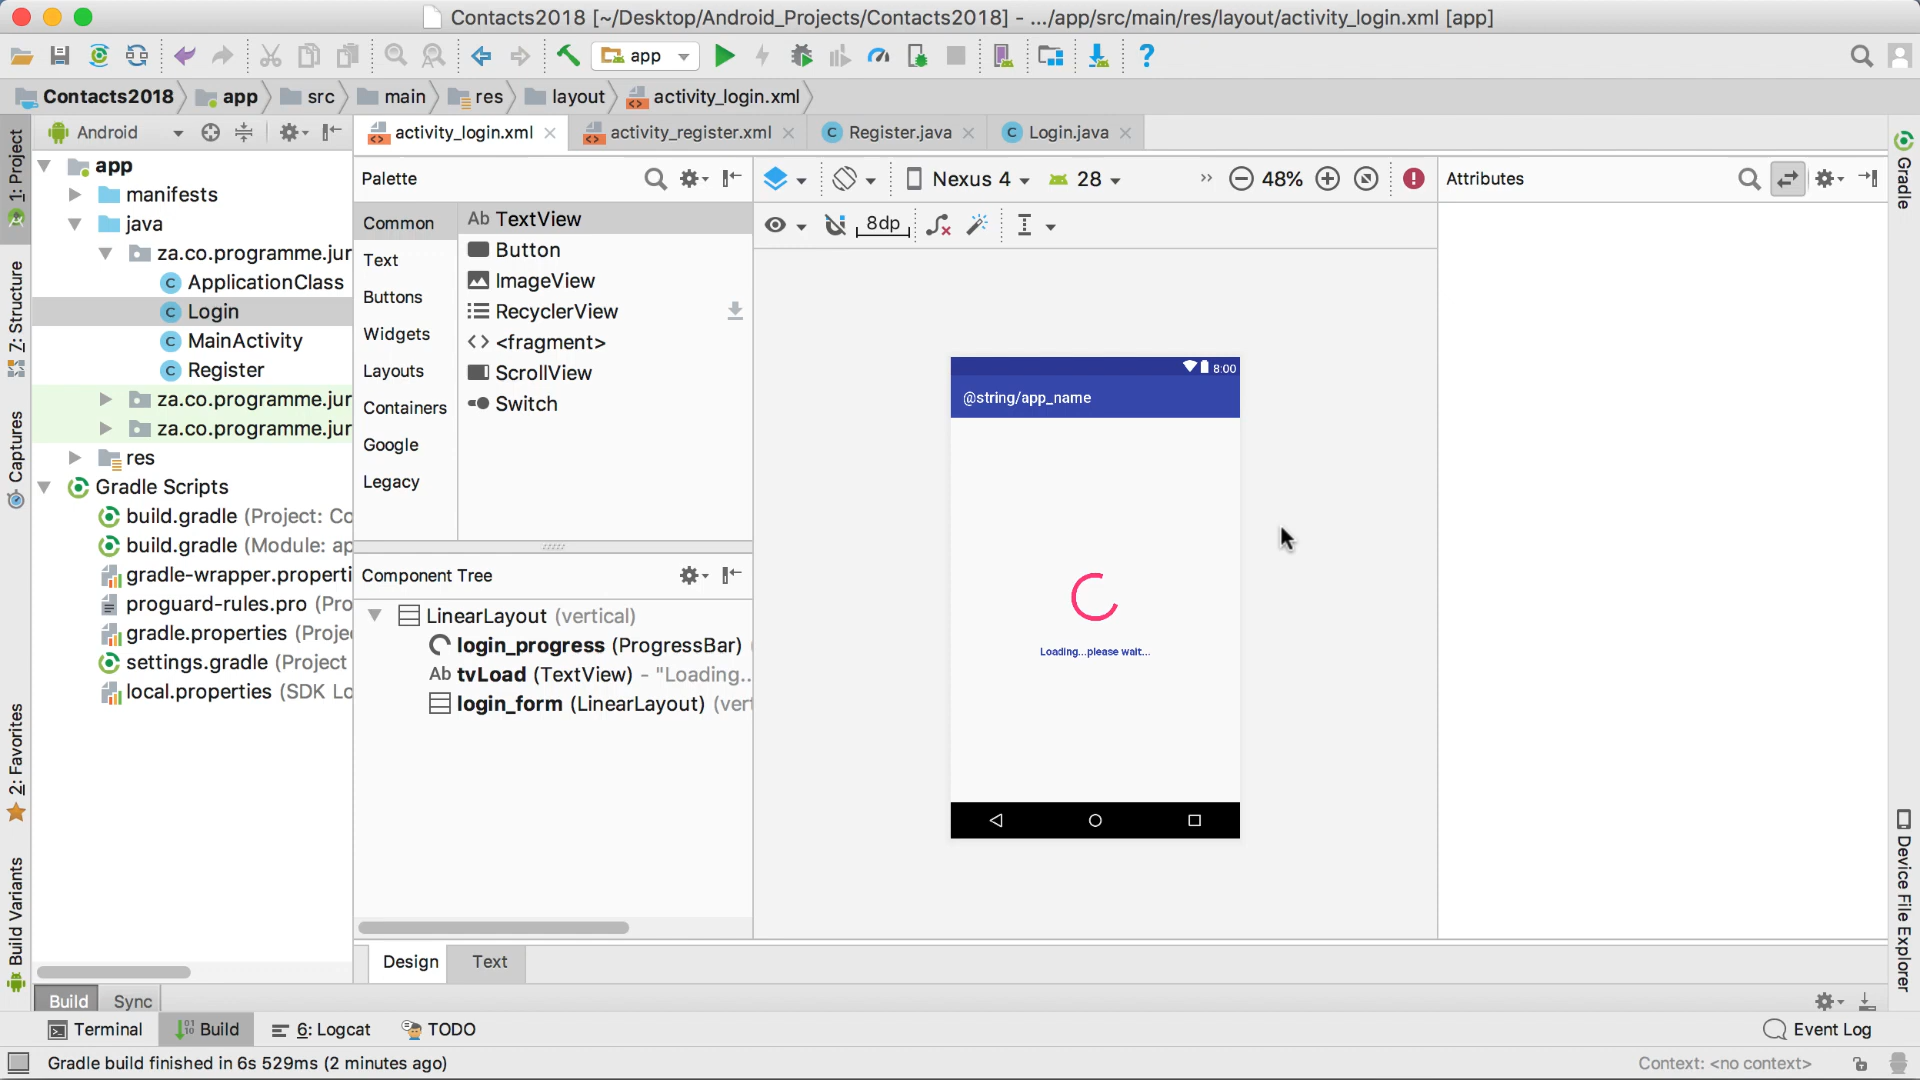 Contacts2018 [~/Desktop/Android_Projects/Contacts2018] - .../app/src/main/res/layout/activity_login.xml [app]
app
Contacts2018 app src main res layout activity_login.xml
Android
activity_login.xml activity_register.xml Register.java Login.java
1: Project
Z: Structure
Captures
2: Favorites
Build Variants
app
manifests
java
za.co.programme.jur
ApplicationClass
Login
MainActivity
Register
za.co.programme.jur
za.co.programme.jur
res
Gradle Scripts
build.gradle (Project: Co
build.gradle (Module: ap
gradle-wrapper.properti
proguard-rules.pro (Pro
gradle.properties (Proje
settings.gradle (Project
local.properties (SDK Lo
Palette
Common
Text
Buttons
Widgets
Layouts
Containers
Google
Legacy
Ab TextView
Button
ImageView
RecyclerView
<fragment>
ScrollView
Switch
Component Tree
LinearLayout (vertical)
login_progress (ProgressBar)
Ab tvLoad (TextView) - "Loading..
login_form (LinearLayout) (vert
Nexus 4 28 48%
8dp
8:00
@string/app_name
Loading...please wait...
Attributes
Gradle
Device File Explorer
Design Text
Build Sync
Terminal Build 6: Logcat TODO Event Log
Gradle build finished in 6s 529ms (2 minutes ago) Context: <no context>